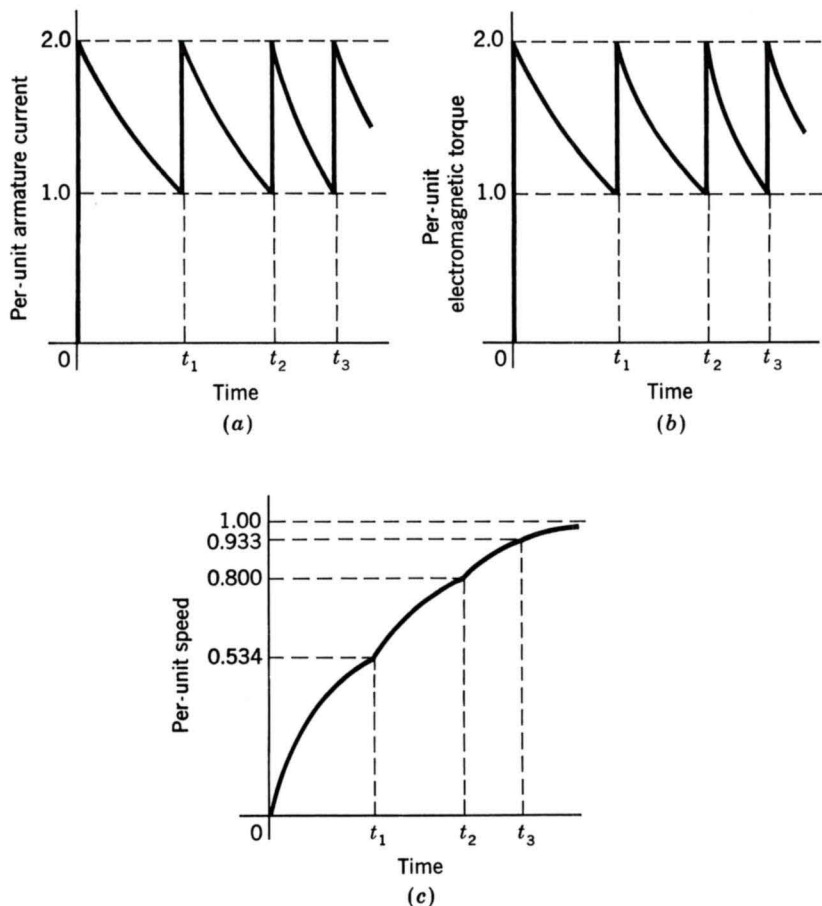 2.0
1.0
0
Per-unit armature current
t1
t2
t3
Time
(a)
2.0
1.0
0
Per-unit
electromagnetic torque
t1
t2
t3
Time
(b)
1.00
0.933
0.800
0.534
0
Per-unit speed
t1
t2
t3
Time
(c)